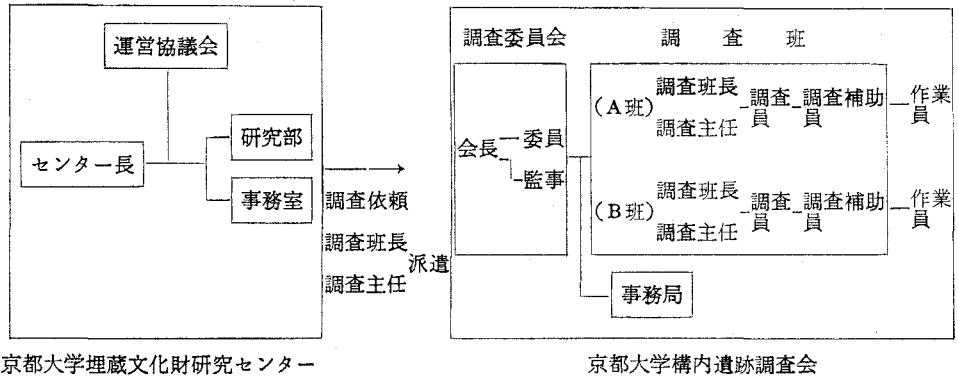 運営協議会
センター長
研究部
事務室
調査依頼
調査班長
調査主任
派遣
京都大学埋蔵文化財研究センター
調査委員会
会長
委員
監事
調査班
(A班)
調査班長
調査主任
調査員
調査補助員
作業員
(B班)
調査班長
調査主任
調査員
調査補助員
作業員
事務局
京都大学構内遺跡調査会